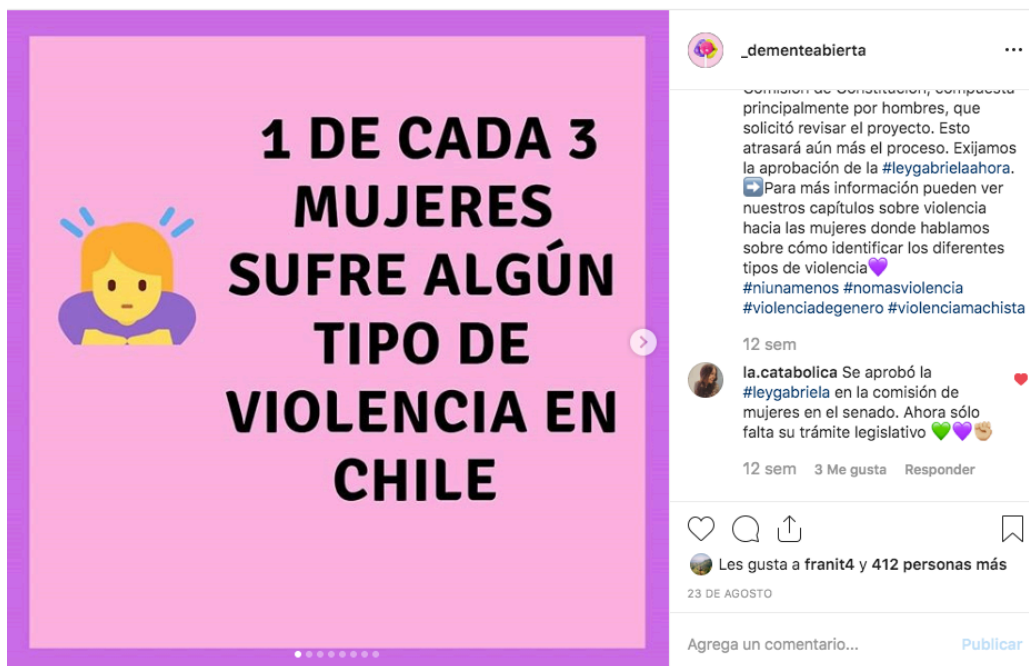 1 DE CADA 3
MUJERES
SUFRE ALGÚN
TIPO DE
VIOLENCIA EN
CHILE
_dementeabierta
Comisión de Constitución, compuesta
principalmente por hombres, que
solicitó revisar el proyecto. Esto
atrasará aún más el proceso. Exijamos
la aprobación de la #leygabrielaahora.
➡️Para más información pueden ver
nuestros capítulos sobre violencia
hacia las mujeres donde hablamos
sobre cómo identificar los diferentes
tipos de violencia💜
#niunamenos #nomasviolencia
#violenciadegenero #violenciamachista
12 sem
la.catabolica Se aprobó la
#leygabriela en la comisión de
mujeres en el senado. Ahora sólo
falta su trámite legislativo 💚💜✊🏼
12 sem 3 Me gusta Responder
Les gusta a franit4 y 412 personas más
23 DE AGOSTO
Agrega un comentario... Publicar